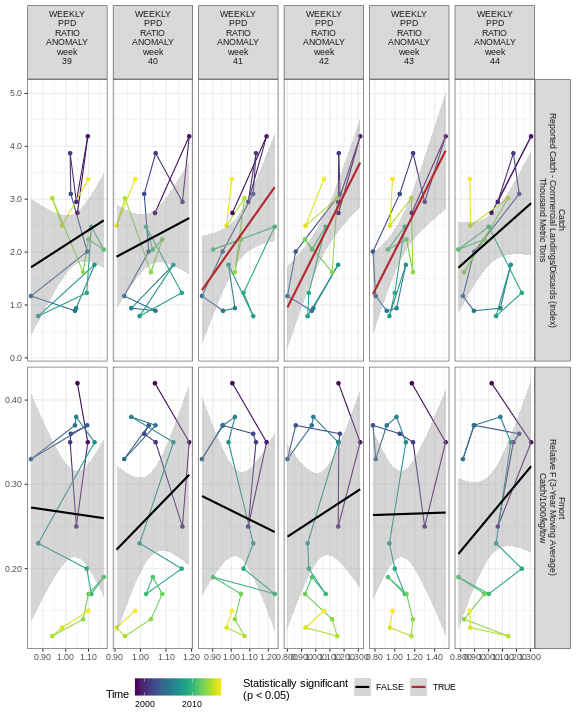 WEEKLY
PPD
RATIO
ANOMALY
week
39
WEEKLY
PPD
RATIO
ANOMALY
week
40
WEEKLY
PPD
RATIO
ANOMALY
week
41
WEEKLY
PPD
RATIO
ANOMALY
week
42
WEEKLY
PPD
RATIO
ANOMALY
week
43
WEEKLY
PPD
RATIO
ANOMALY
week
44
5.0
4.0
3.0
2.0
1.0
0.0
Catch
Reported Catch - Commercial Landings/Discards (Index)
Thousand Metric Tons
0.40
0.30
0.20
Fmort
Relative F (3-Year Moving Average)
Catch/1000/kg/tow
0.90 1.00 1.10
0.90 1.00 1.20
0.90 1.00 1.10
0.80 1.00 1.20 1.40
Time
2000 2010
Statistically significant
(p < 0.05)
FALSE
TRUE